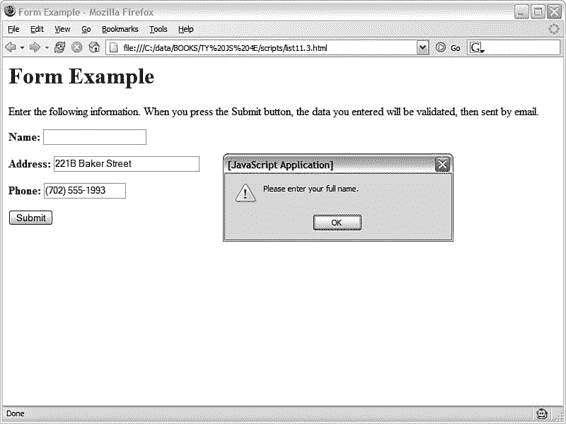 Form Example - Mozilla Firefox
File Edit View Go Bookmarks Tools Help
file:///C:/data/BOOKS/TY%20JS%204E/scripts/list11.3.html Go G
Form Example
Enter the following information. When you press the Submit button, the data you entered will be validated, then sent by email.
Name:
Address: 221B Baker Street
Phone: (702) 555-1993
Submit
[JavaScript Application]
Please enter your full name.
OK
Done